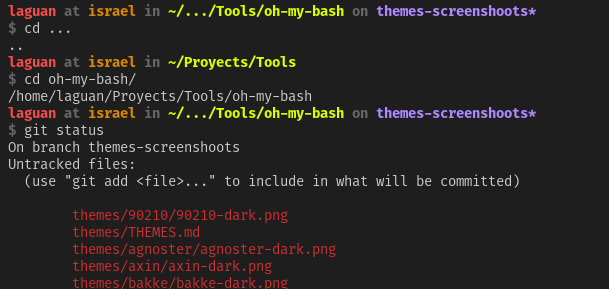 laguan at israel in ~/.../Tools/oh-my-bash on themes-screenshoots*
$ cd ...
..
laguan at israel in ~/Proyects/Tools
$ cd oh-my-bash/
/home/laguan/Proyects/Tools/oh-my-bash
laguan at israel in ~/.../Tools/oh-my-bash on themes-screenshoots*
$ git status
On branch themes-screenshoots
Untracked files:
  (use "git add <file>..." to include in what will be committed)
        themes/90210/90210-dark.png
        themes/THEMES.md
        themes/agnoster/agnoster-dark.png
        themes/axin/axin-dark.png
        themes/bakke/bakke-dark.png